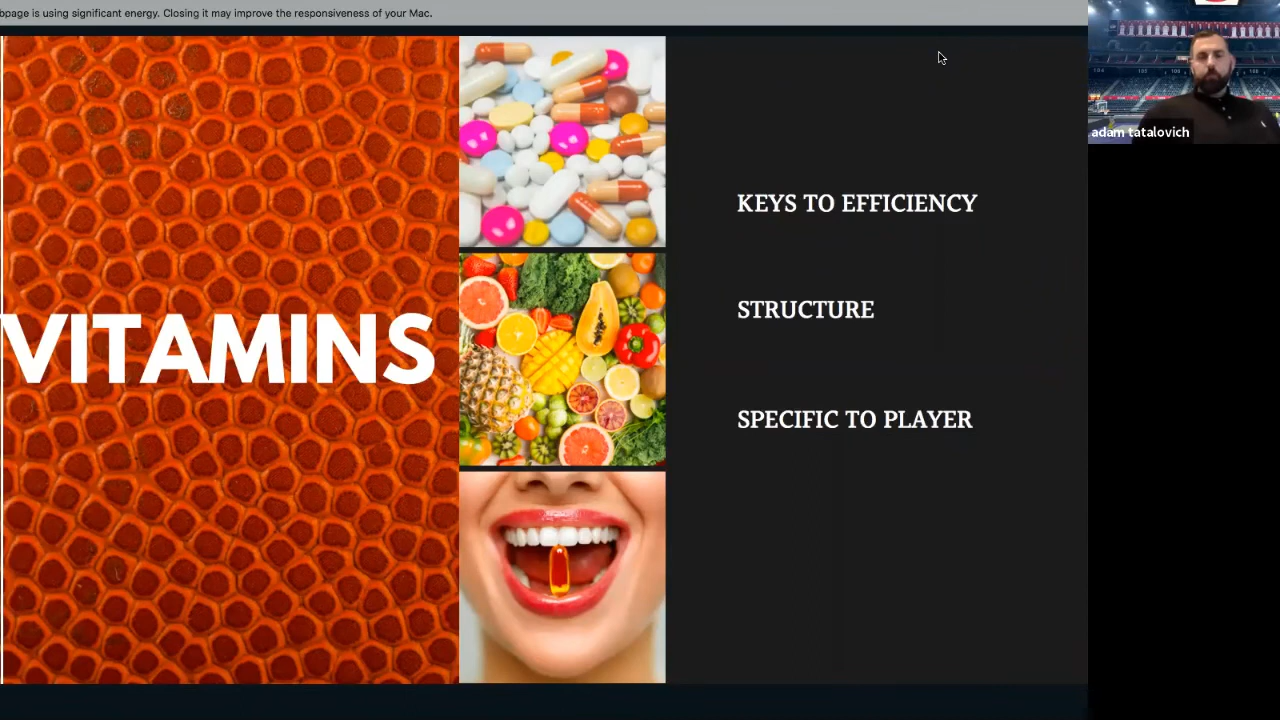 bpage is using significant energy. Closing it may improve the responsiveness of your Mac.
VITAMINS
KEYS TO EFFICIENCY
STRUCTURE
SPECIFIC TO PLAYER
adam tatalovich